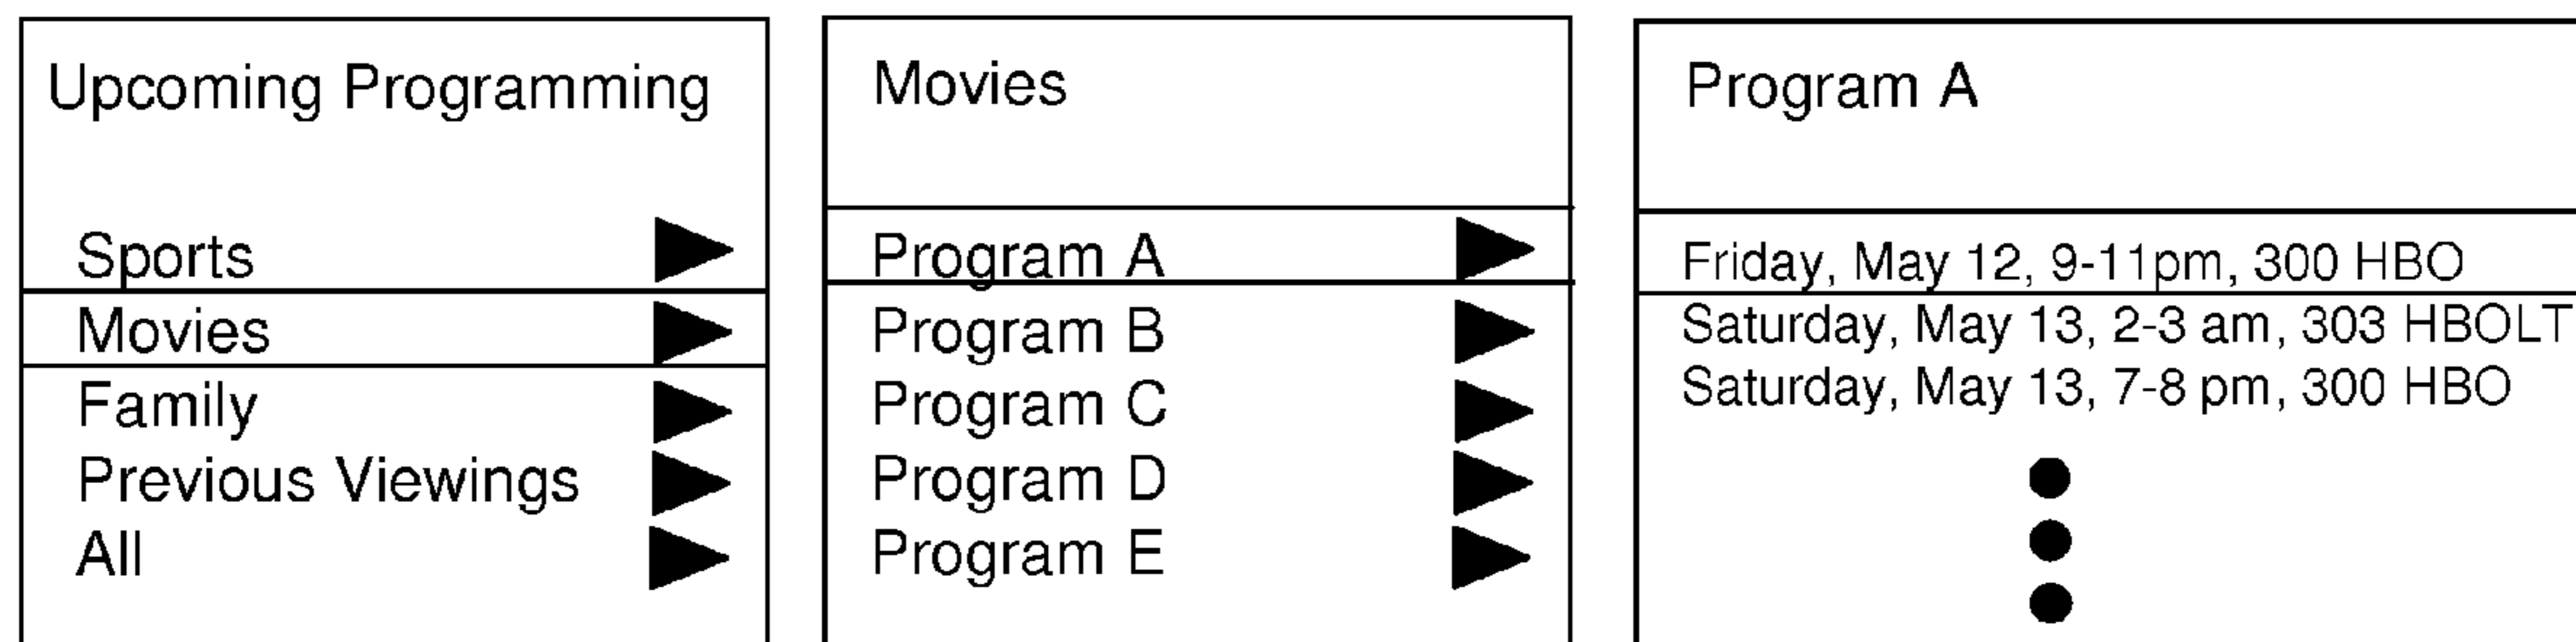 Upcoming Programming
Sports
Movies
Family
Previous Viewings
All
Movies
Program A
Program B
Program C
Program D
Program E
Program A
Friday, May 12, 9-11pm, 300 HBO
Saturday, May 13, 2-3 am, 303 HBOLT
Saturday, May 13, 7-8 pm, 300 HBO